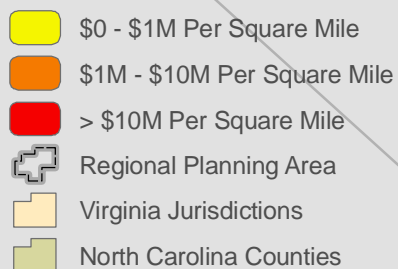 $0 - $1M Per Square Mile
$1M - $10M Per Square Mile
> $10M Per Square Mile
Regional Planning Area
Virginia Jurisdictions
North Carolina Counties